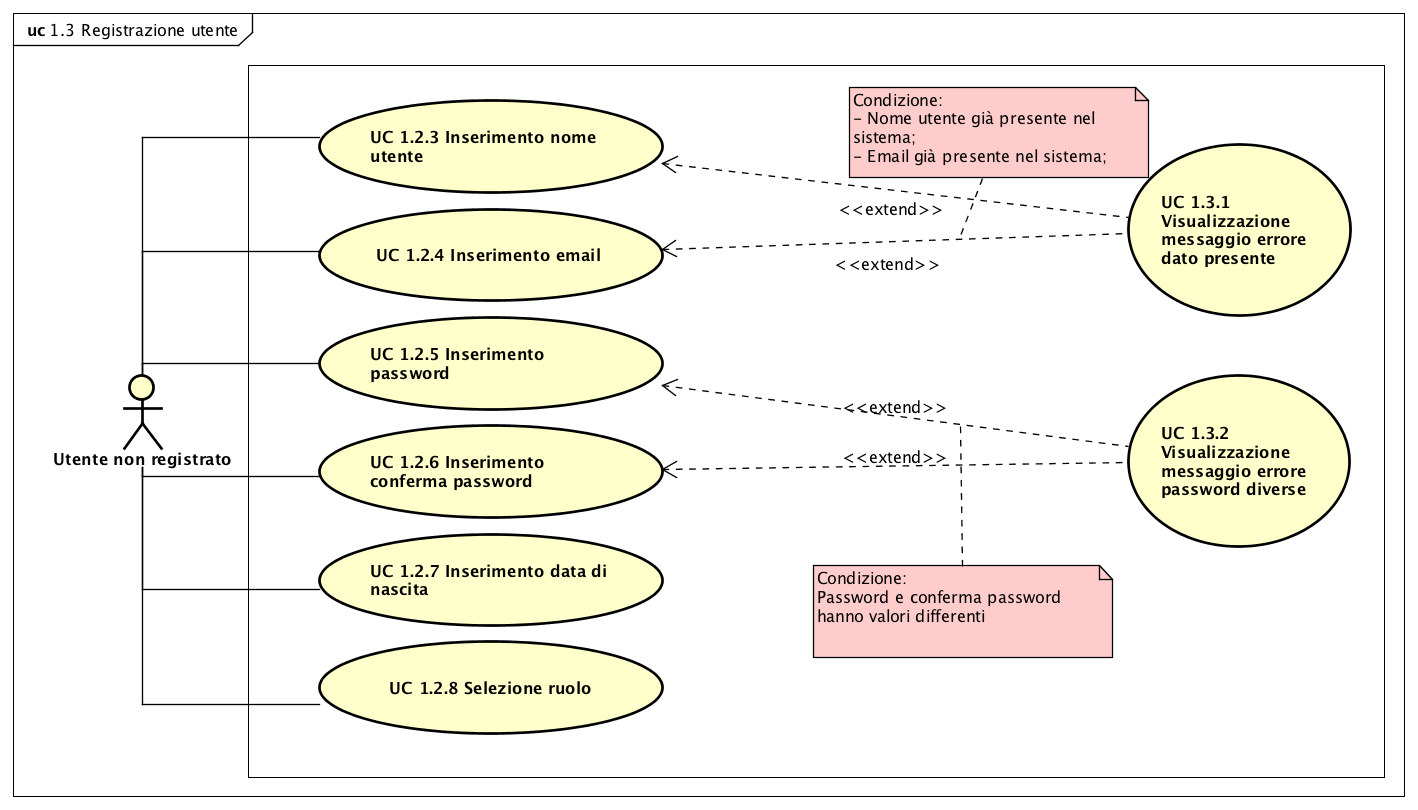 uc 1.3 Registrazione utente
Condizione:
– Nome utente già presente nel
sistema;
– Email già presente nel sistema;
UC 1.2.3 Inserimento nome
utente
UC 1.3.1
Visualizzazione
messaggio errore
dato presente
<<extend>>
UC 1.2.4 Inserimento email
<<extend>>
UC 1.2.5 Inserimento
password
<<extend>>
UC 1.3.2
Visualizzazione
messaggio errore
password diverse
Utente non registrato
<<extend>>
UC 1.2.6 Inserimento
conferma password
UC 1.2.7 Inserimento data di
nascita
Condizione:
Password e conferma password
hanno valori differenti
UC 1.2.8 Selezione ruolo